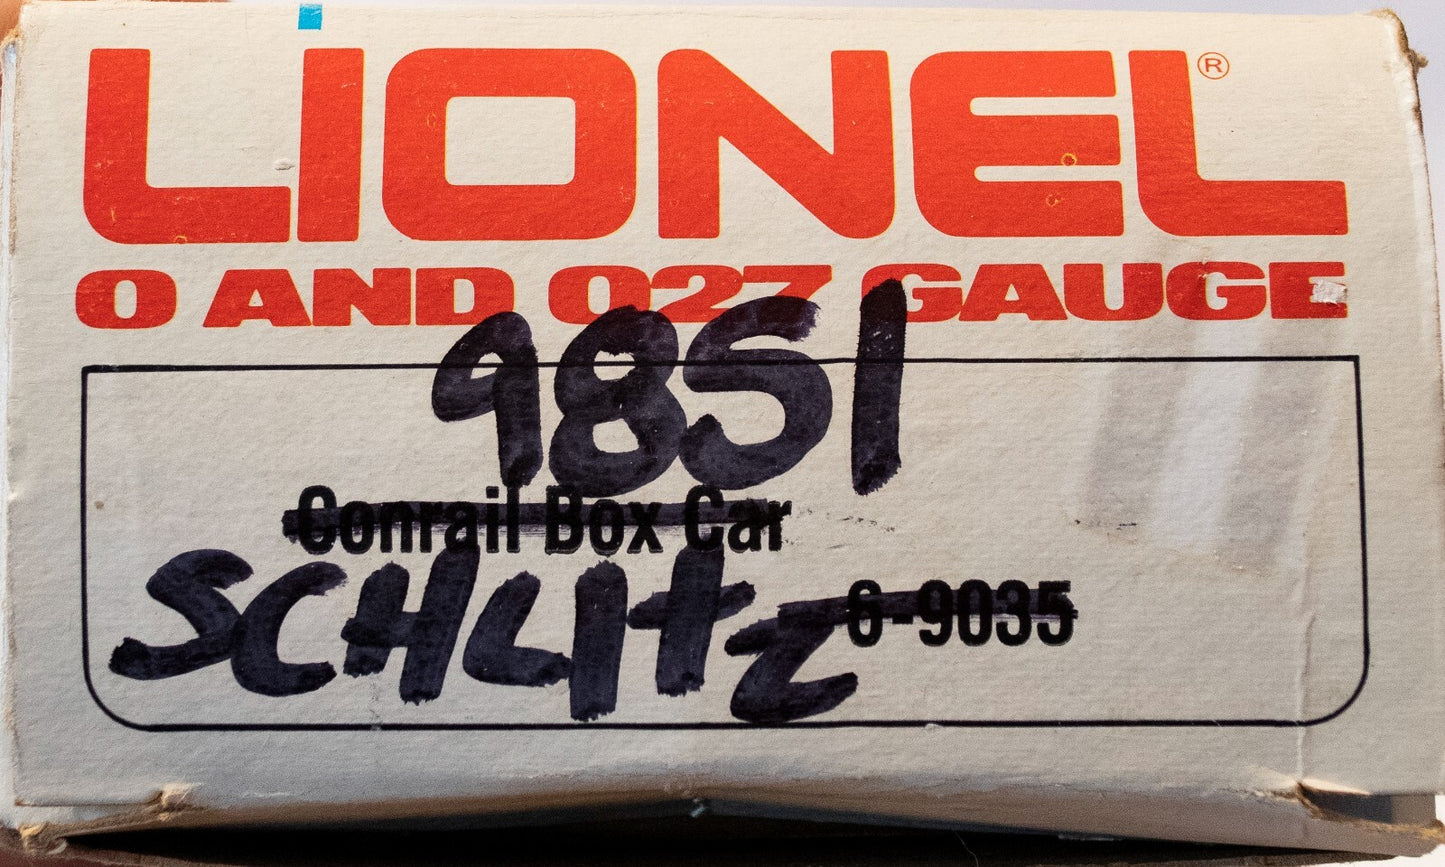 LIONEL®
O AND O27 GAUGE
9851
Conrail Box Car
SCHLITZ 6-9035